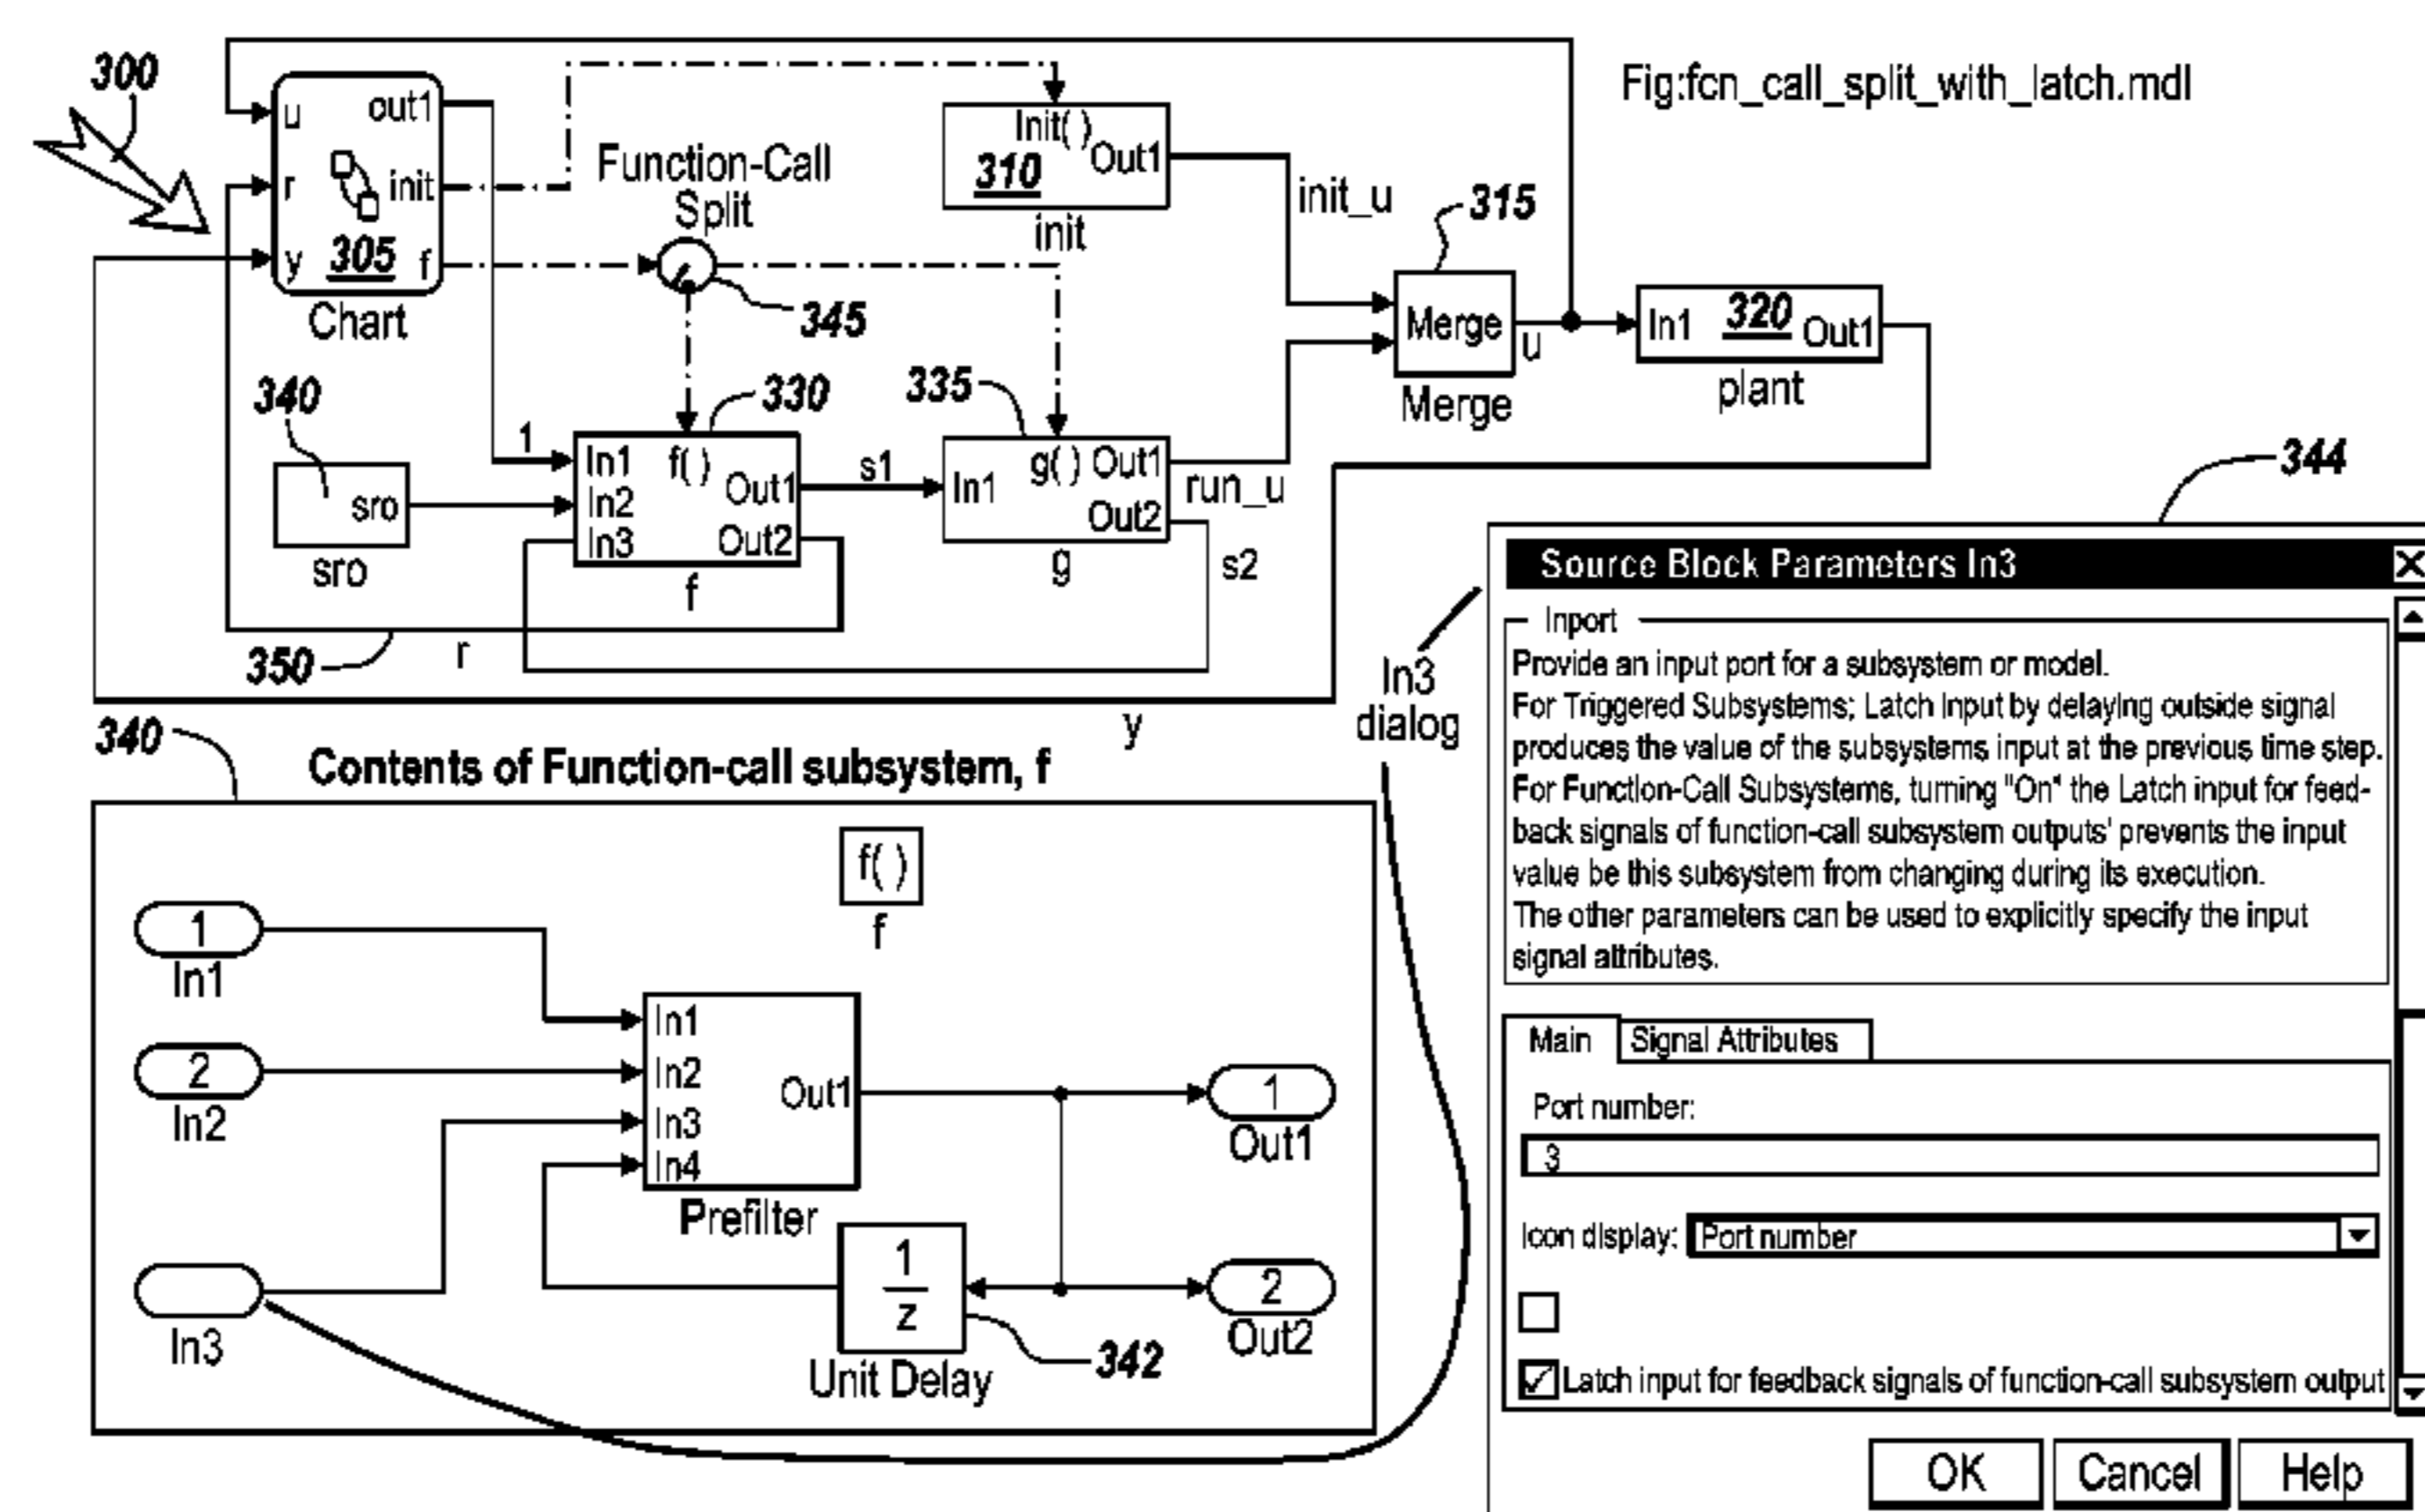 300
Fig:fcn_call_split_with_latch.mdl
u
out1
r
init
y
305
f
Chart
Function-Call
Split
345
Init( )
310
Out1
init
init_u
315
Merge
u
Merge
In1
320
Out1
plant
340
sro
sro
1
330
In1
f( )
Out1
In2
In3
Out2
f
s1
335
g( )
Out1
In1
Out2
g
run_u
s2
350
r
y
344
In3
dialog
340
Contents of Function-call subsystem, f
f( )
f
1
In1
2
In2
In3
In1
In2
In3
In4
Out1
Prefilter
1
z
Unit Delay
342
1
Out1
2
Out2
Source Block Parameters In3
Inport
Provide an input port for a subsystem or model.
For Triggered Subsystems; Latch Input by delaying outside signal
produces the value of the subsystems input at the previous time step.
For Function-Call Subsystems, turning "On" the Latch input for feed-
back signals of function-call subsystem outputs' prevents the input
value be this subsystem from changing during its execution.
The other parameters can be used to explicitly specify the input
signal attributes.
Main
Signal Attributes
Port number:
3
Icon display:
Port number
Latch input for feedback signals of function-call subsystem output
OK
Cancel
Help